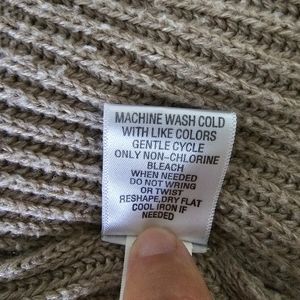 MACHINE WASH COLD
WITH LIKE COLORS
GENTLE CYCLE
ONLY NON-CHLORINE
BLEACH
WHEN NEEDED
DO NOT WRING
OR TWIST
RESHAPE,DRY FLAT
COOL IRON IF
NEEDED